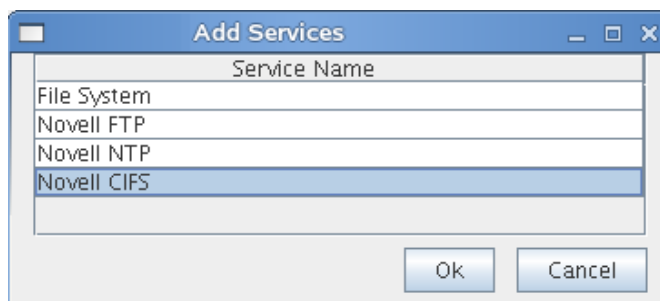 Add Services
Service Name
File System
Novell FTP
Novell NTP
Novell CIFS
Ok Cancel